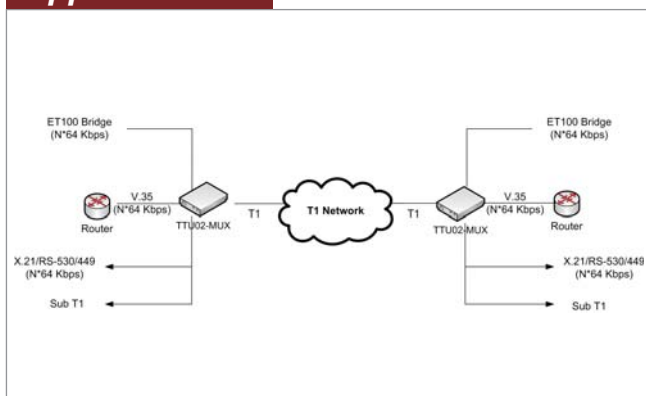 ET100 Bridge
(N*64 Kbps)
ET100 Bridge
(N*64 Kbps)
V.35
(N*64 Kbps)
Router
TTU02-MUX
T1
T1 Network
T1
TTU02-MUX
V.35
(N*64 Kbps)
Router
X.21/RS-530/449
(N*64 Kbps)
X.21/RS-530/449
(N*64 Kbps)
Sub T1
Sub T1